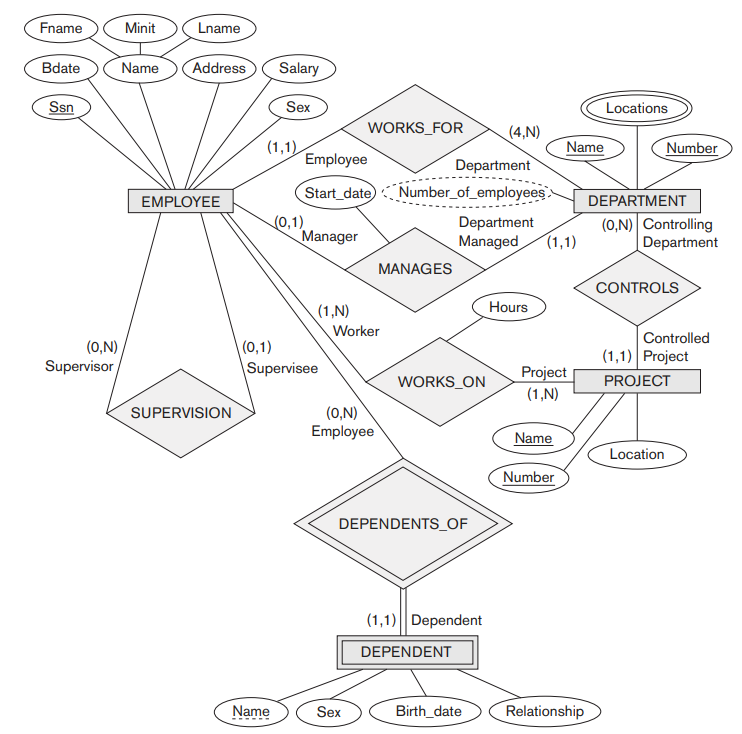 Fname
Minit
Lname
Bdate
Name
Address
Salary
Ssn
Sex
WORKS_FOR
Locations
(4,N)
Name
Number
(1,1)
Employee
Department
Start_date
Number_of_employees
EMPLOYEE
DEPARTMENT
(0,1)
Manager
Department
Managed
(1,1)
(0,N)
Controlling
Department
MANAGES
CONTROLS
(1,N)
Worker
Hours
(0,N)
Supervisor
(0,1)
Supervisee
Controlled
Project
(1,1)
WORKS_ON
Project
(1,N)
PROJECT
SUPERVISION
(0,N)
Employee
Name
Location
Number
DEPENDENTS_OF
(1,1)
Dependent
DEPENDENT
Name
Sex
Birth_date
Relationship